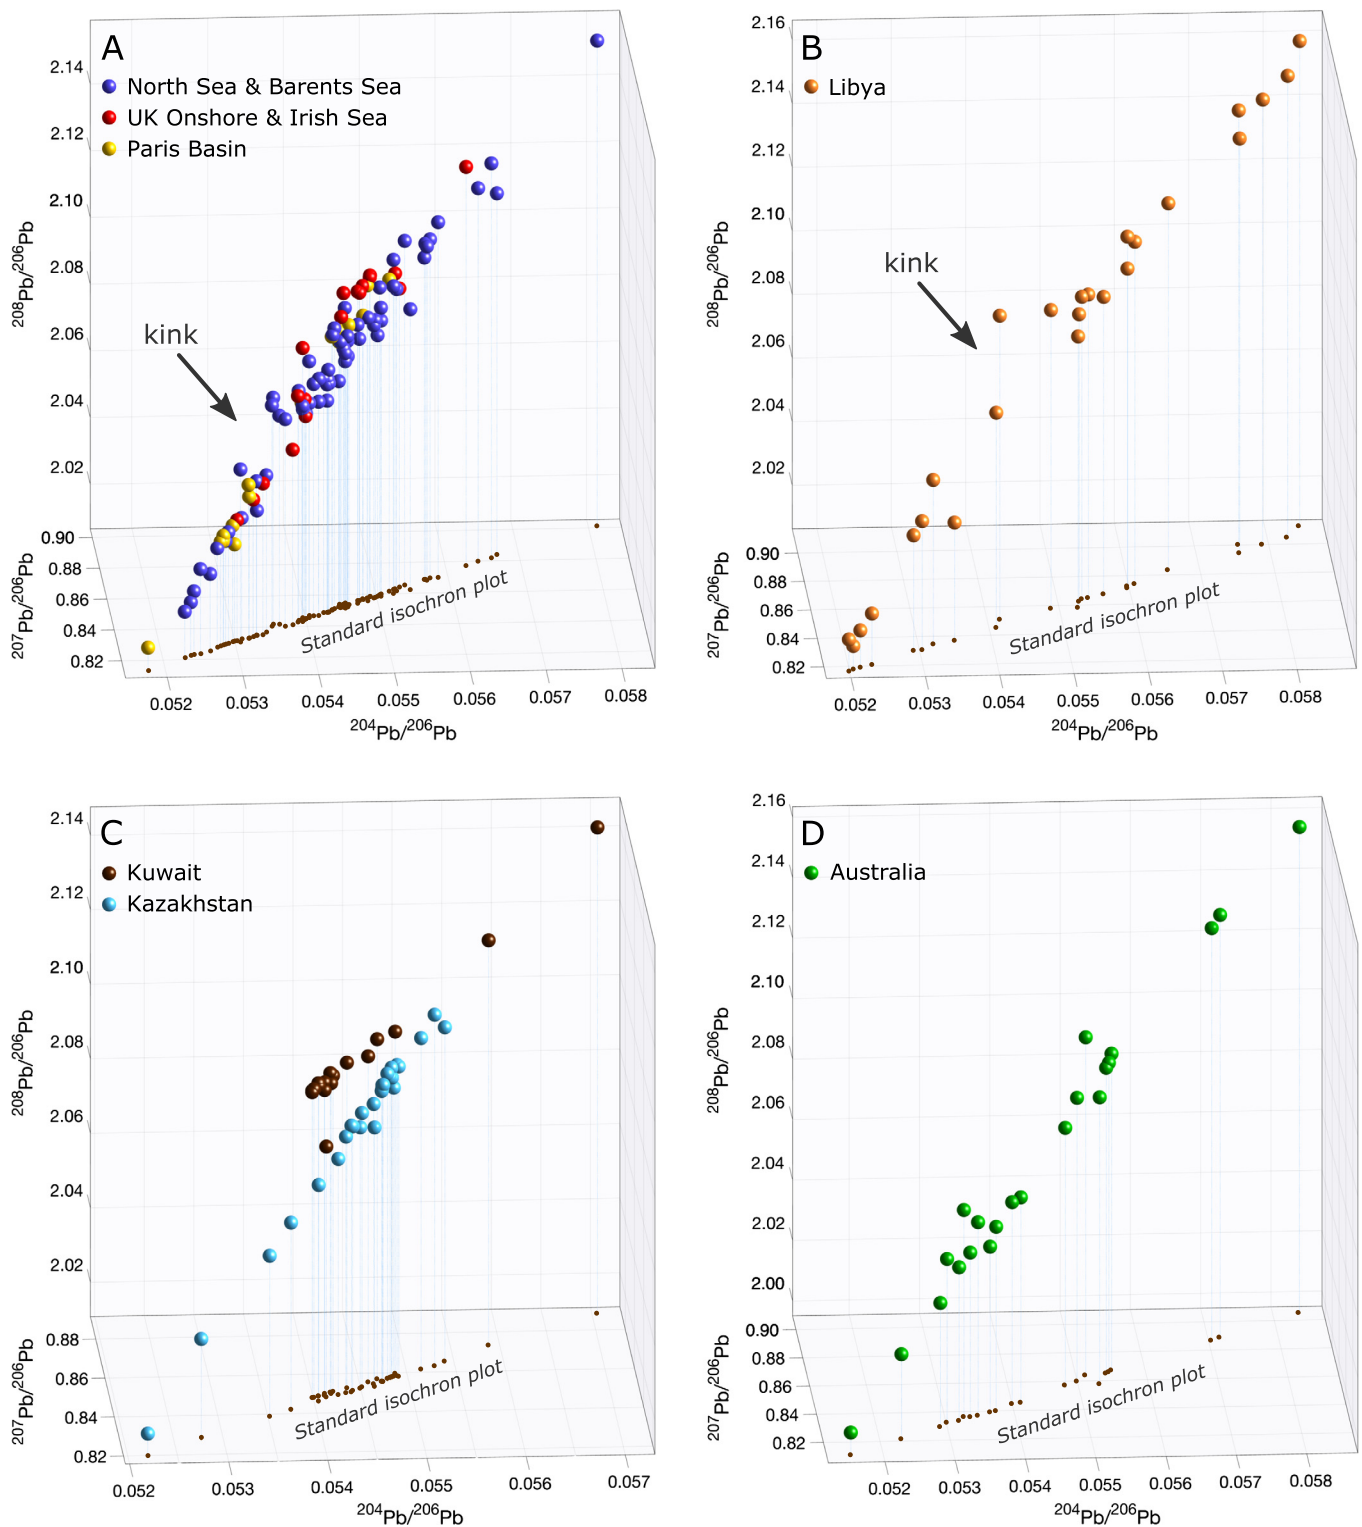 A
North Sea & Barents Sea
UK Onshore & Irish Sea
Paris Basin
kink
2.14
2.12
2.10
2.08
2.06
2.04
2.02
208Pb/206Pb
0.90
0.88
0.86
0.84
0.82
207Pb/206Pb
Standard isochron plot
0.052 0.053 0.054 0.055 0.056 0.057 0.058
204Pb/206Pb
B
Libya
kink
2.16
2.14
2.12
2.10
2.08
2.06
2.04
2.02
208Pb/206Pb
0.90
0.88
0.86
0.84
0.82
207Pb/206Pb
Standard isochron plot
0.052 0.053 0.054 0.055 0.056 0.057 0.058
204Pb/206Pb
C
Kuwait
Kazakhstan
2.14
2.12
2.10
2.08
2.06
2.04
2.02
208Pb/206Pb
0.88
0.86
0.84
0.82
207Pb/206Pb
Standard isochron plot
0.052 0.053 0.054 0.055 0.056 0.057
204Pb/206Pb
D
Australia
2.16
2.14
2.12
2.10
2.08
2.06
2.04
2.02
2.00
208Pb/206Pb
0.90
0.88
0.86
0.84
0.82
207Pb/206Pb
Standard isochron plot
0.052 0.053 0.054 0.055 0.056 0.057 0.058
204Pb/206Pb